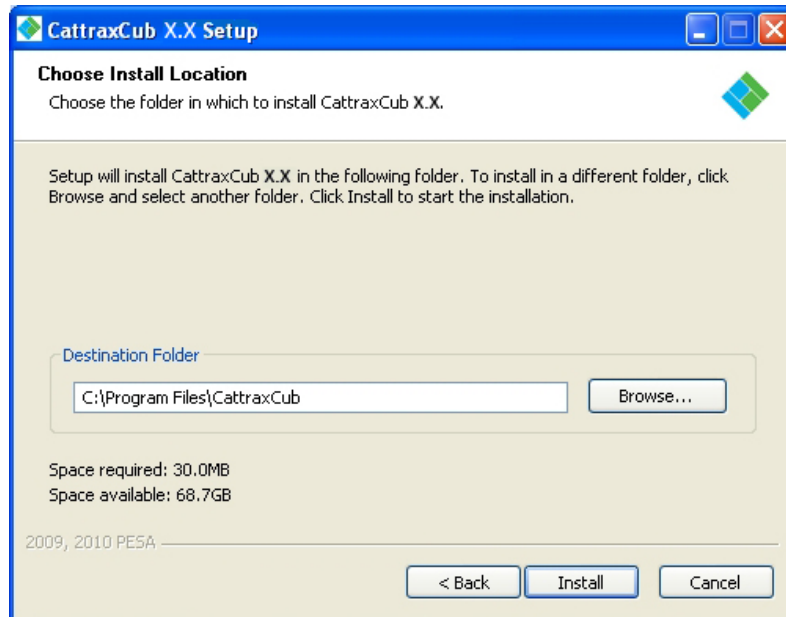 CattraxCub X.X Setup
Choose Install Location
Choose the folder in which to install CattraxCub X.X.
Setup will install CattraxCub X.X in the following folder. To install in a different folder, click
Browse and select another folder. Click Install to start the installation.
Destination Folder
C:\Program Files\CattraxCub
Browse...
Space required: 30.0MB
Space available: 68.7GB
2009, 2010 PESA
< Back
Install
Cancel